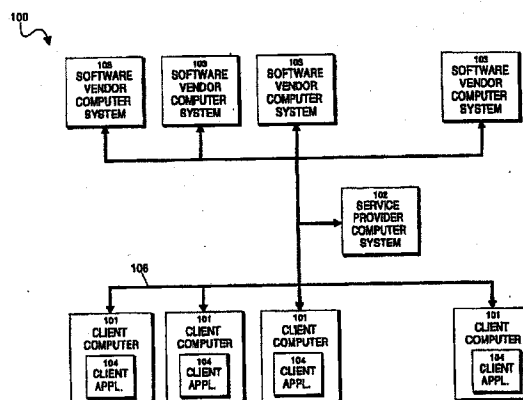 100
103
SOFTWARE
VENDOR
COMPUTER
SYSTEM
103
SOFTWARE
VENDOR
COMPUTER
SYSTEM
103
SOFTWARE
VENDOR
COMPUTER
SYSTEM
103
SOFTWARE
VENDOR
COMPUTER
SYSTEM
102
SERVICE
PROVIDER
COMPUTER
SYSTEM
106
101
CLIENT
COMPUTER
104
CLIENT
APPL.
101
CLIENT
COMPUTER
104
CLIENT
APPL.
101
CLIENT
COMPUTER
104
CLIENT
APPL.
101
CLIENT
COMPUTER
104
CLIENT
APPL.